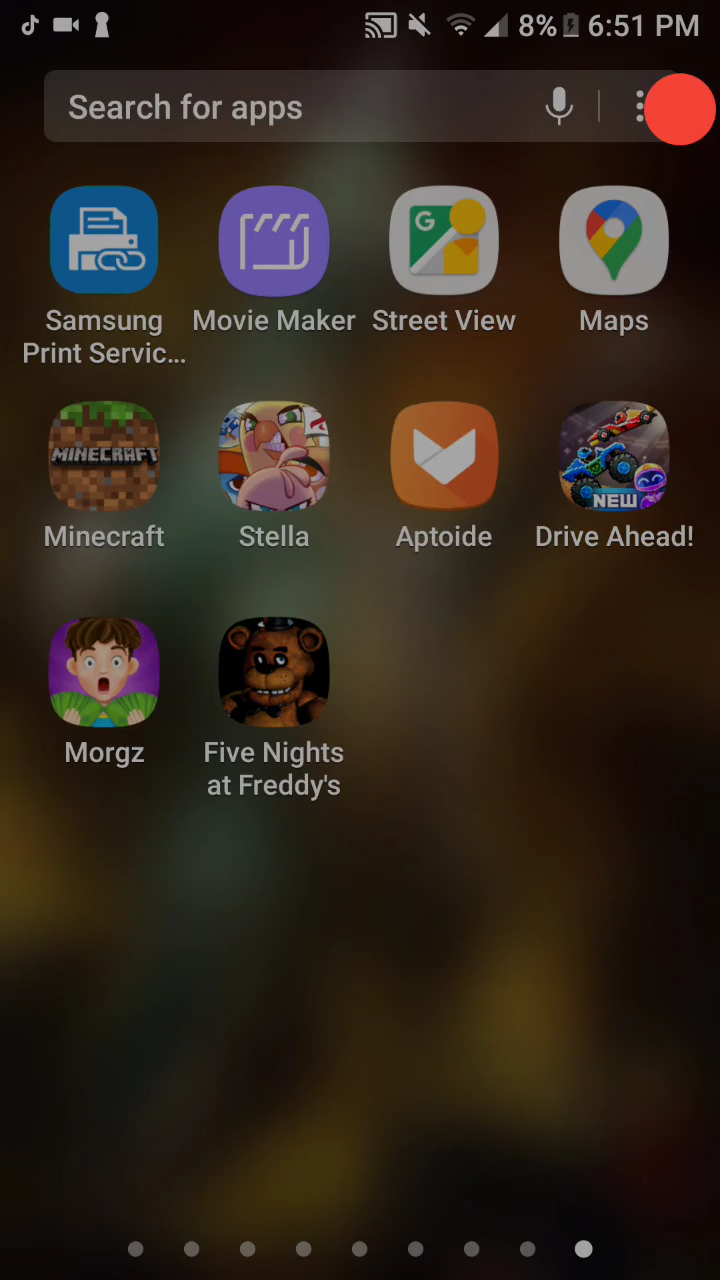 8% 6:51 PM
Search for apps
Samsung Print Servic...
Movie Maker
Street View
Maps
G
MINECRAFT
NEW
Minecraft
Stella
Aptoide
Drive Ahead!
Morgz
Five Nights
at Freddy's